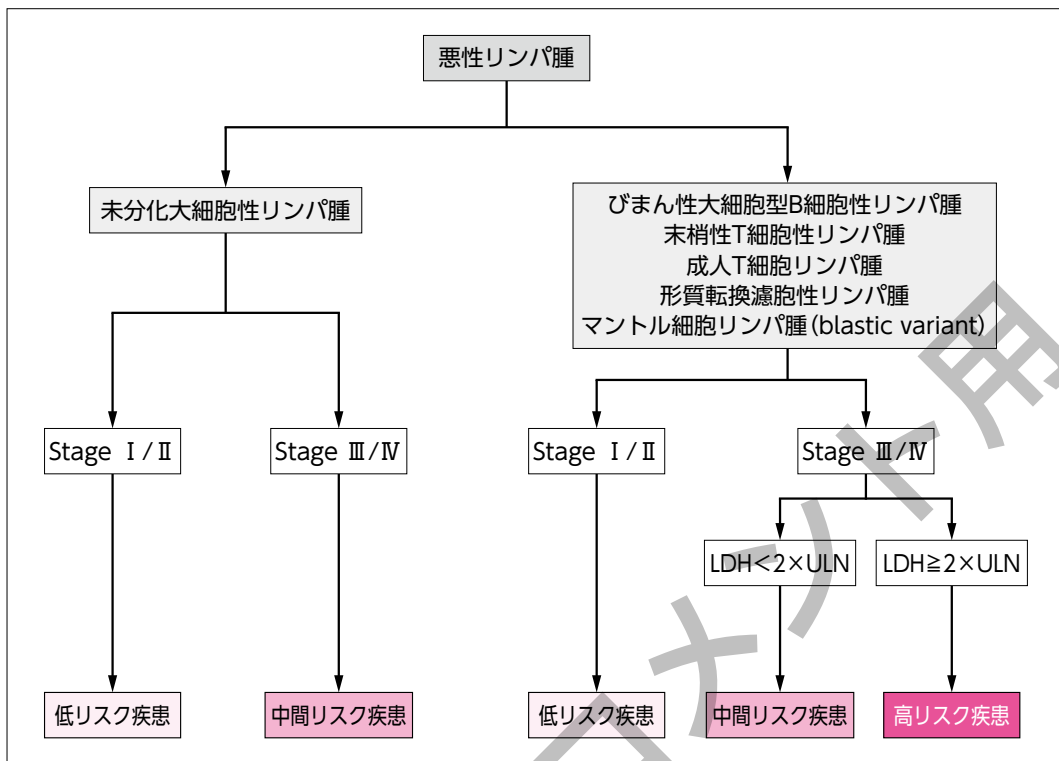 悪性リンパ腫
未分化大細胞性リンパ腫
びまん性大細胞型B細胞性リンパ腫
末梢性T細胞性リンパ腫
成人T細胞リンパ腫
形質転換濾胞性リンパ腫
マントル細胞リンパ腫(blastic variant)
Stage Ⅰ/Ⅱ
Stage Ⅲ/Ⅳ
Stage Ⅰ/Ⅱ
Stage Ⅲ/Ⅳ
LDH<2×ULN
LDH≧2×ULN
低リスク疾患
中間リスク疾患
低リスク疾患
中間リスク疾患
高リスク疾患
コメント用